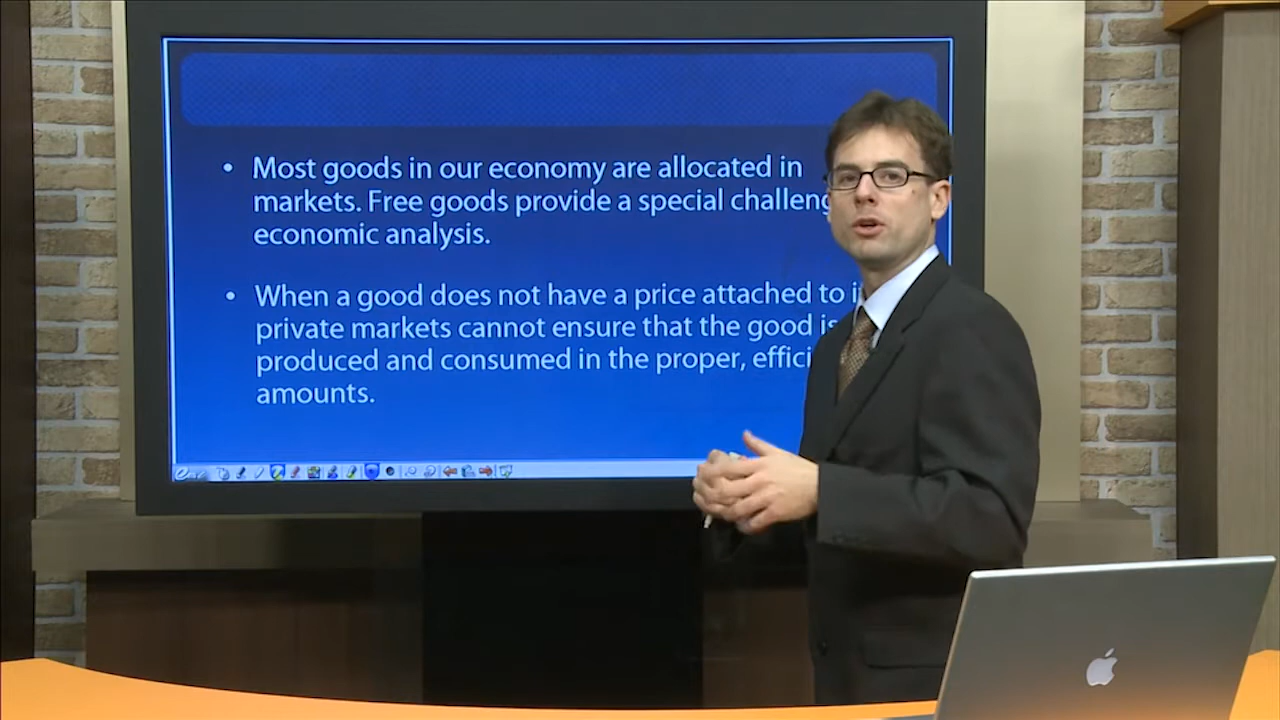 • Most goods in our economy are allocated in
markets. Free goods provide a special
economic analysis.
• When a good does not have a price attached to
private markets cannot ensure that the good is
produced and consumed in the proper,
amounts.